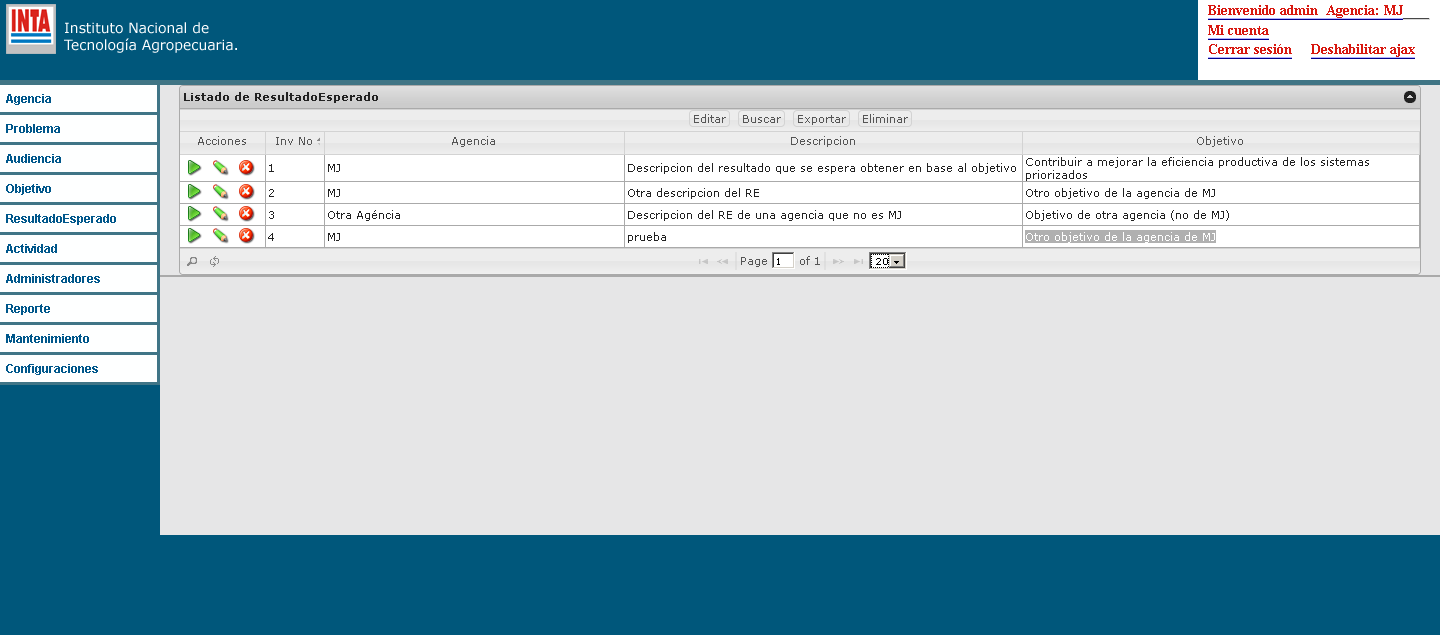 INTA
Instituto Nacional de
Tecnología Agropecuaria.
Bienvenido admin Agencia: MJ
Mi cuenta
Cerrar sesión Deshabilitar ajax
Agencia
Problema
Audiencia
Objetivo
ResultadoEsperado
Actividad
Administradores
Reporte
Mantenimiento
Configuraciones
Listado de ResultadoEsperado
Editar Buscar Exportar Eliminar
Acciones Inv No Agencia Descripcion Objetivo
1 MJ Descripcion del resultado que se espera obtener en base al objetivo Contribuir a mejorar la eficiencia productiva de los sistemas
priorizados
2 MJ Otra descripcion del RE Otro objetivo de la agencia de MJ
3 Otra Agéncia Descripcion del RE de una agencia que no es MJ Objetivo de otra agencia (no de MJ)
4 MJ prueba Otro objetivo de la agencia de MJ
Page 1 of 1 20